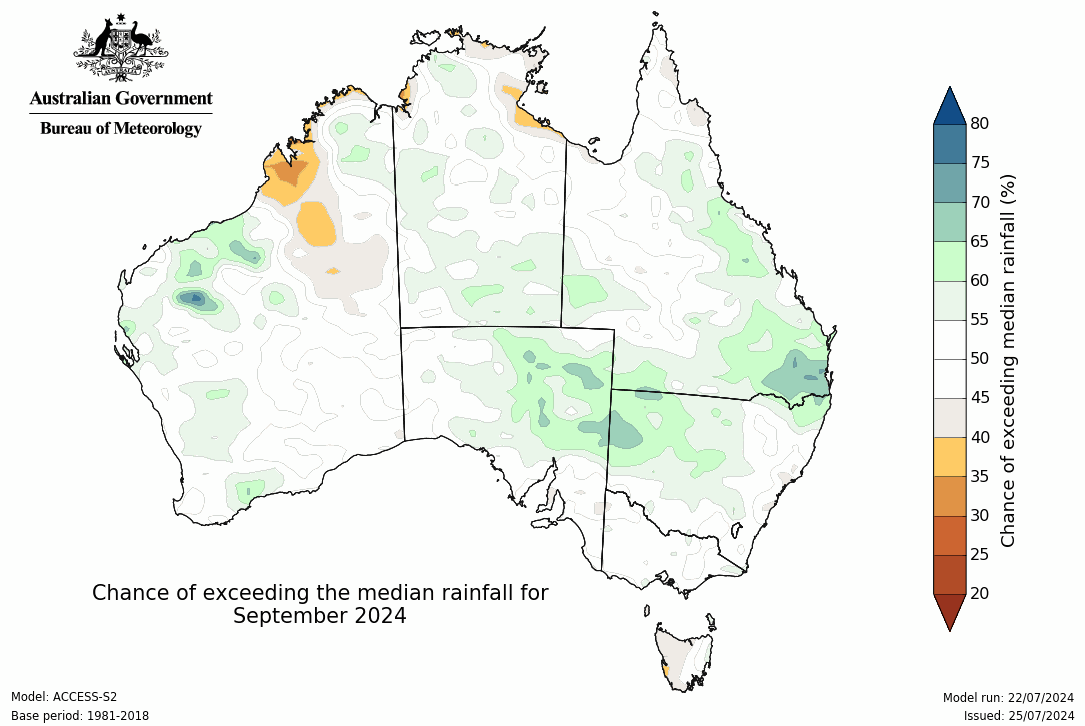 Australian Government
Bureau of Meteorology
80
75
70
65
60
55
50
45
40
35
30
25
20
Chance of exceeding median rainfall (%)
Chance of exceeding the median rainfall for
September 2024
Model: ACCESS-S2
Base period: 1981-2018
Model run: 22/07/2024
Issued: 25/07/2024